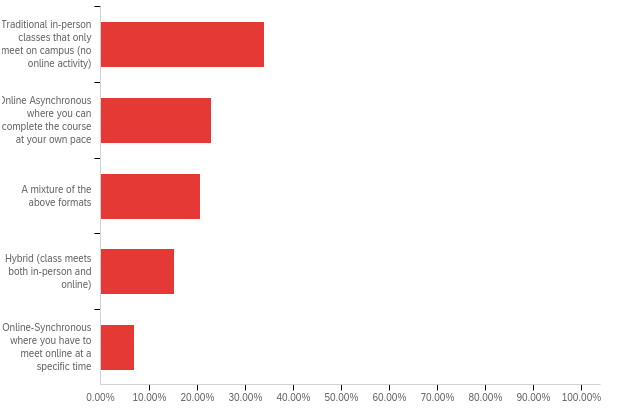 Traditional in-person
classes that only
meet on campus (no
online activity)
Online Asynchronous
where you can
complete the course
at your own pace
A mixture of the
above formats
Hybrid (class meets
both in-person and
online)
Online-Synchronous
where you have to
meet online at a
specific time
0.00% 10.00% 20.00% 30.00% 40.00% 50.00% 60.00% 70.00% 80.00% 90.00% 100.00%